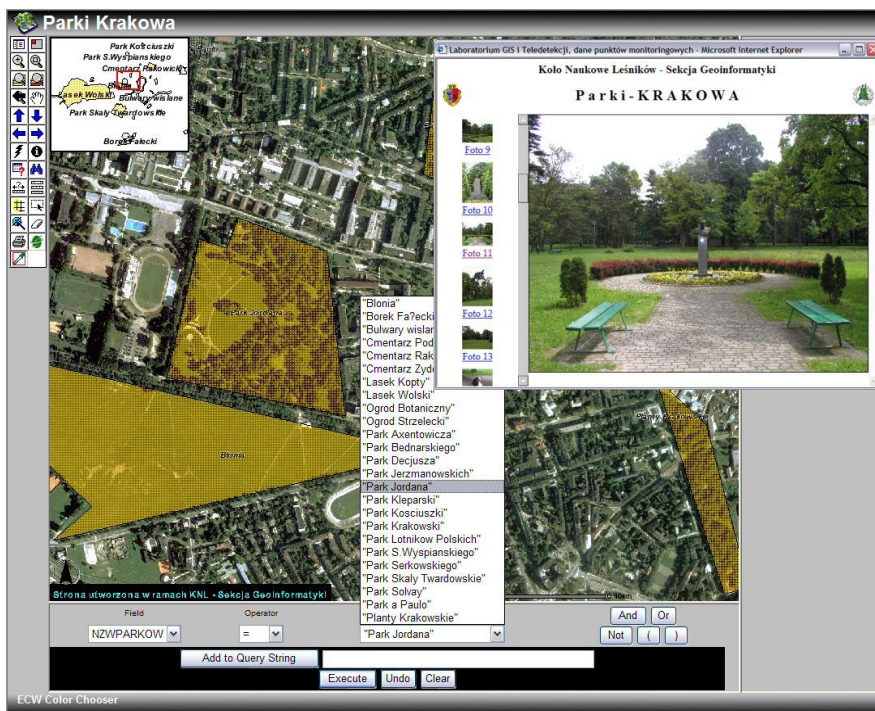 Parki Krakowa
Park Kościuszki
Park S.Wyspianskiego
Cmentarz Rakowicki
Lasek Wolski
Bulwary wislane
Park Skaly Twardowskie
Borek Fałecki
Laboratorium GIS i Teledetekcji, dane punktów monitoringowych - Microsoft Internet Explorer
Koło Naukowe Leśników - Sekcja Geoinformatyki
Parki-KRAKOWA
Foto 9
Foto 10
Foto 11
Foto 12
Foto 13
Park Jordana
Blonia
Planty Krakowskie
"Blonia"
"Borek Fa?ecki
"Bulwary wislan
"Cmentarz Pod
"Cmentarz Rak
"Cmentarz Zyd
"Lasek Kopty"
"Lasek Wolski"
"Ogrod Botaniczny"
"Ogrod Strzelecki"
"Park Axentowicza"
"Park Bednarskiego"
"Park Decjusza"
"Park Jerzmanowskich"
"Park Jordana"
"Park Kleparski"
"Park Kosciuszki"
"Park Krakowski"
"Park Lotnikow Polskich"
"Park S.Wyspianskiego"
"Park Serkowskiego"
"Park Skaly Twardowskie"
"Park Solvay"
"Park a Paulo"
"Planty Krakowskie"
Strona utworzona w ramach KNL - Sekcja Geoinformatyki
Field
Operator
NZWPARKOW
=
"Park Jordana"
And
Or
Not
(
)
Add to Query String
Execute
Undo
Clear
ECW Color Chooser